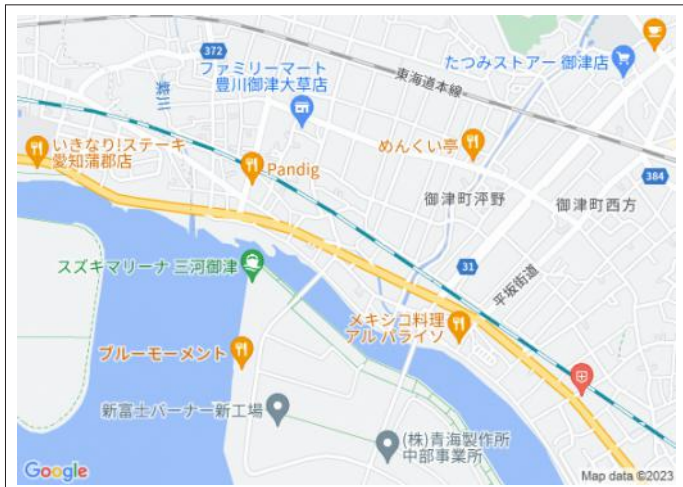 372
ファミリーマート
豊川御津大草店
たつみストアー 御津店
東海道本線
いきなり!ステーキ
愛知蒲郡店
Pandig
めんくい亭
384
御津町泙野
御津町西方
スズキマリーナ 三河御津
31
平坂街道
メキシコ料理
アル パライソ
ブルーモーメント
新富士バーナー新工場
(株)青海製作所
中部事業所
Google
Map data ©2023